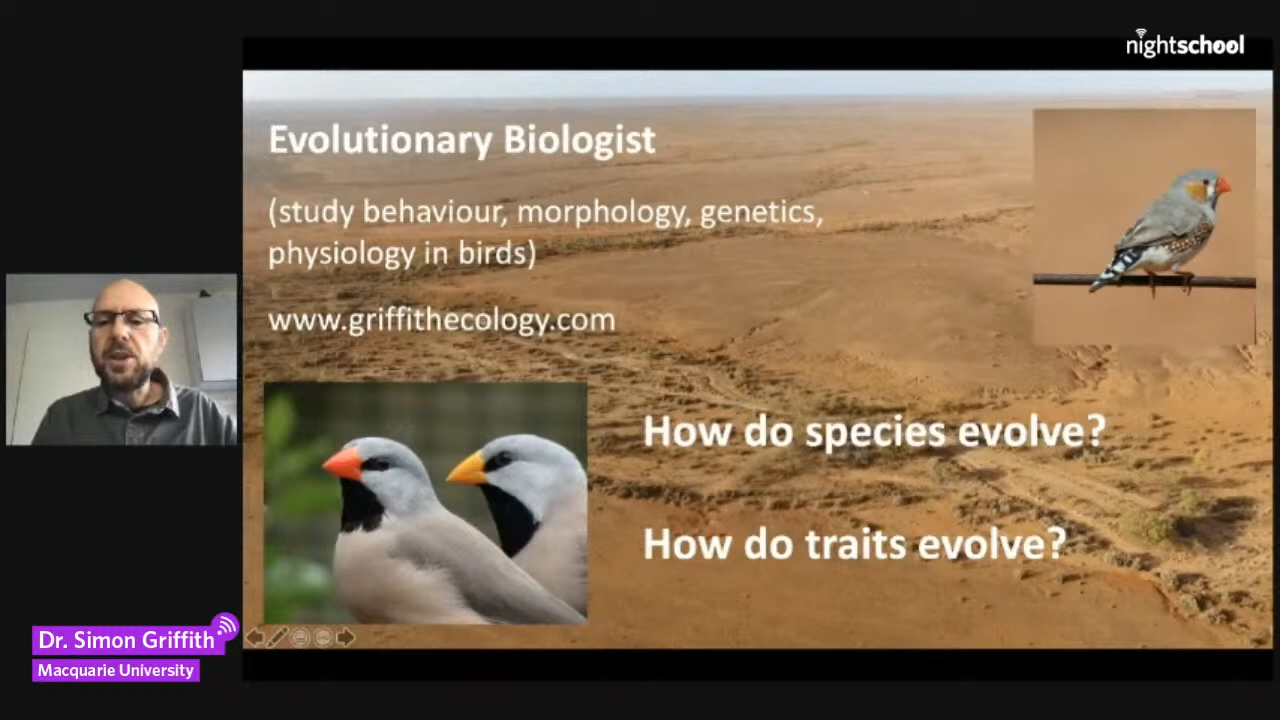 nightschool
Evolutionary Biologist
(study behaviour, morphology, genetics,
physiology in birds)
www.griffithecology.com
How do species evolve?
How do traits evolve?
Dr. Simon Griffith
Macquarie University